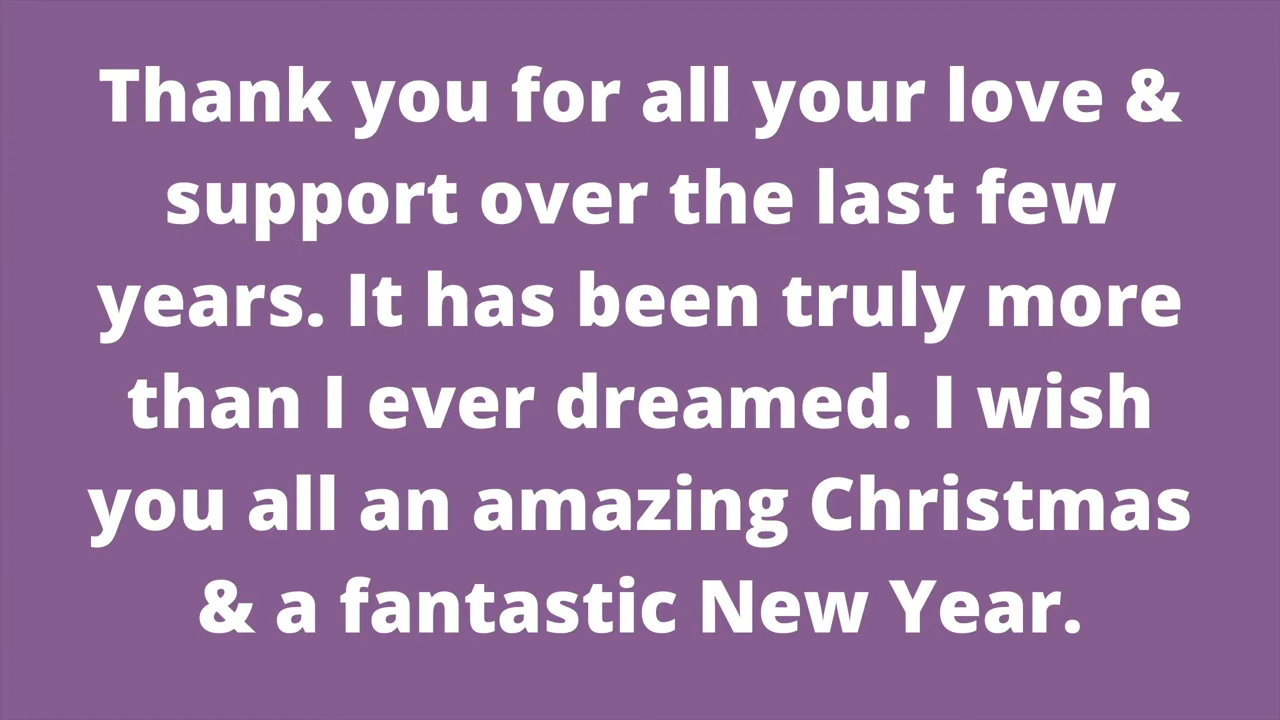 Thank you for all your love &
support over the last few
years. It has been truly more
than I ever dreamed. I wish
you all an amazing Christmas
& a fantastic New Year.